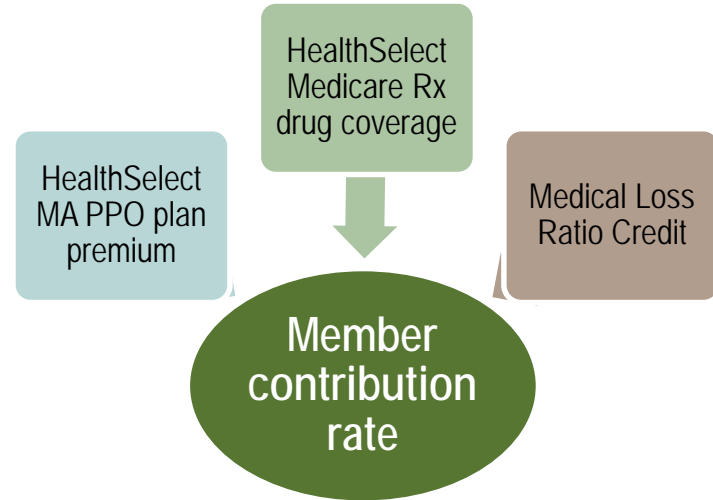 HealthSelect
MA PPO plan
premium
HealthSelect
Medicare Rx
drug coverage
Medical Loss
Ratio Credit
Member
contribution
rate